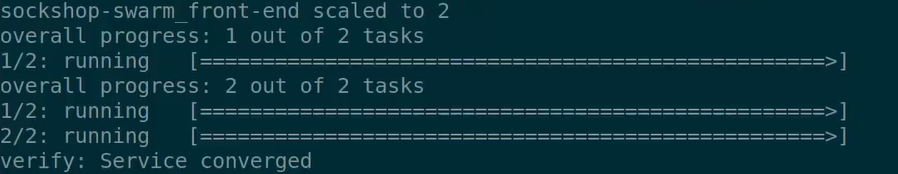 sockshop-swarm_front-end scaled to 2
overall progress: 1 out of 2 tasks
1/2: running   [==================================================>]
overall progress: 2 out of 2 tasks
1/2: running   [==================================================>]
2/2: running   [==================================================>]
verify: Service converged